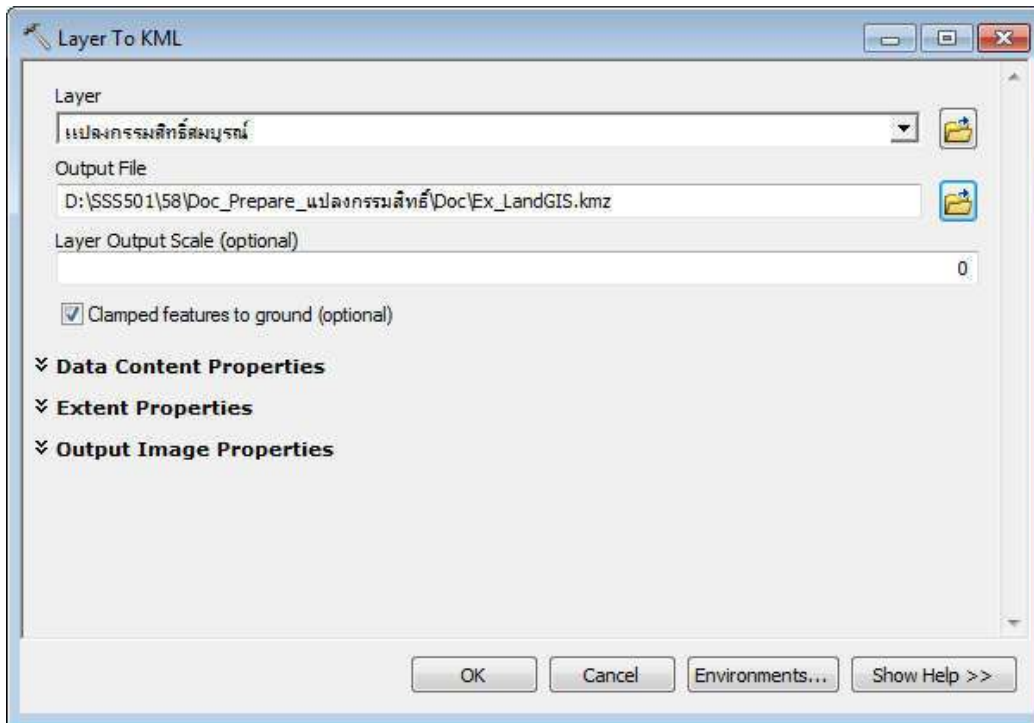 Layer To KML
Layer
แปลงกรรมสิทธิ์สมบูรณ์
Output File
D:\SSS501\58\Doc_Prepare_แปลงกรรมสิทธิ์\Doc\Ex_LandGIS.kmz
Layer Output Scale (optional)
0
Clamped features to ground (optional)
Data Content Properties
Extent Properties
Output Image Properties
OK
Cancel
Environments...
Show Help >>